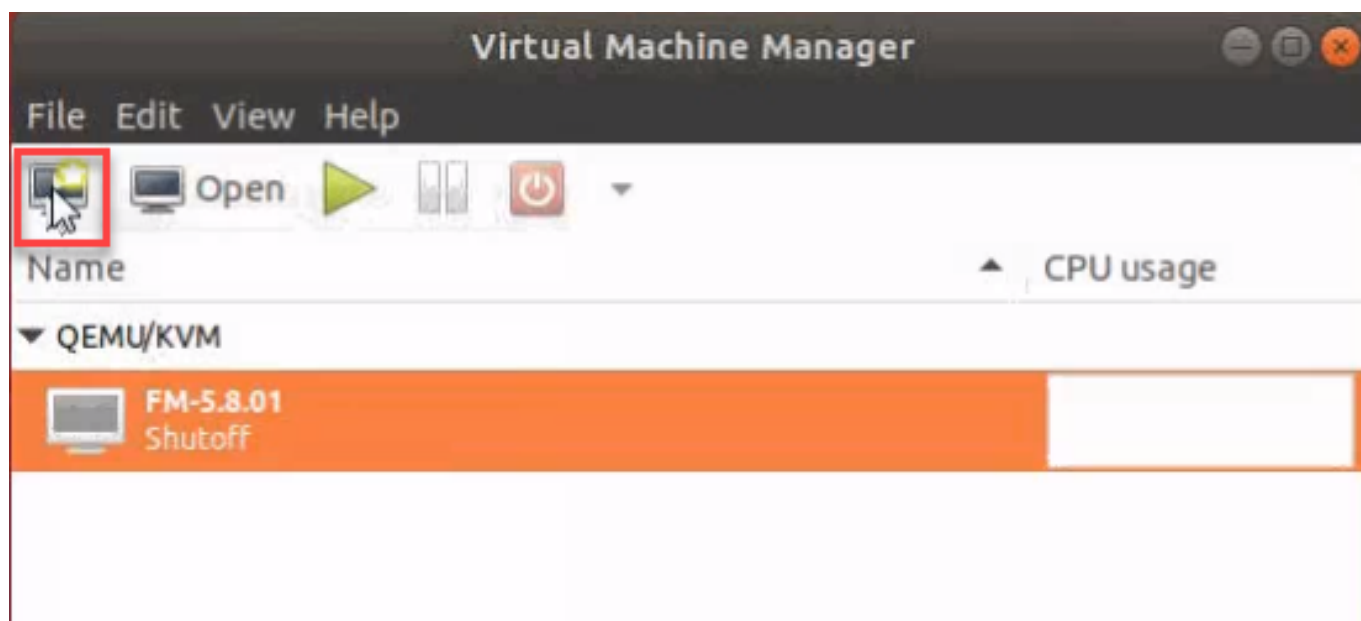 Virtual Machine Manager
File Edit View Help
Open
Name CPU usage
QEMU/KVM
FM-5.8.01
Shutoff